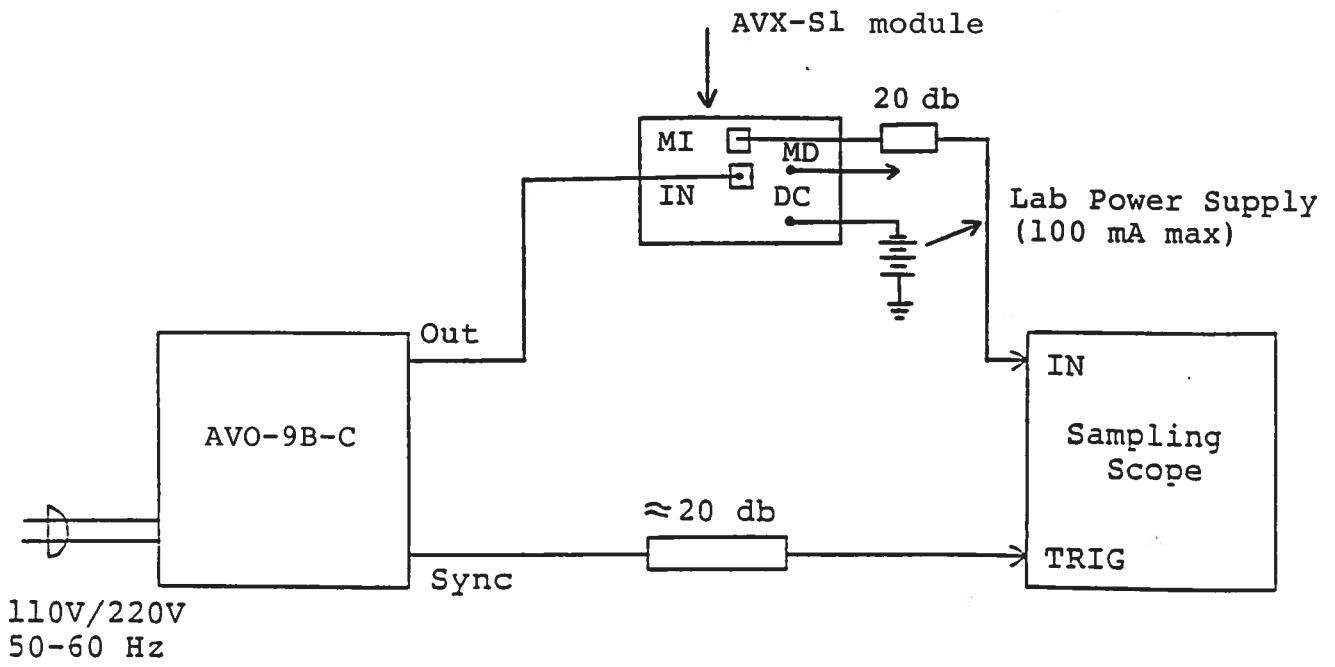 AVX-S1 module
20 db
MI
MD
IN
DC
Lab Power Supply
(100 mA max)
Out
IN
AVO-9B-C
Sampling
Scope
≈20 db
Sync
TRIG
110V/220V
50-60 Hz